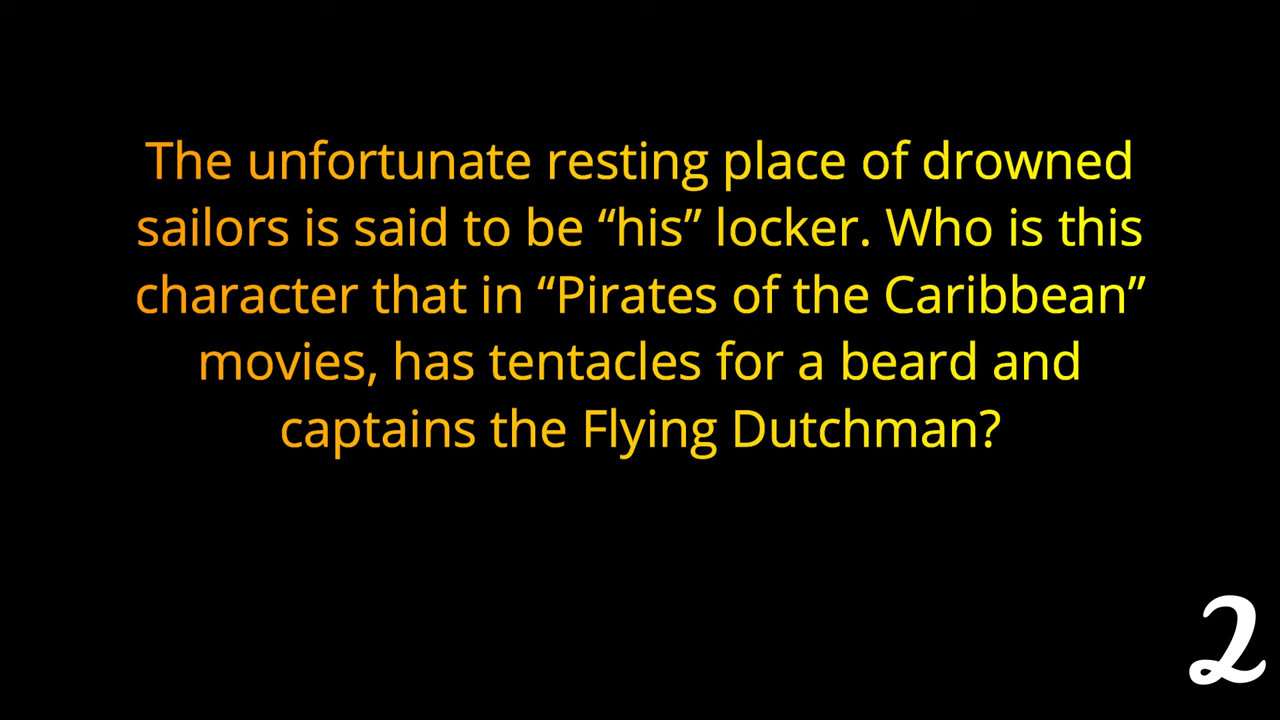 The unfortunate resting place of drowned
sailors is said to be “his” locker. Who is this
character that in “Pirates of the Caribbean”
movies, has tentacles for a beard and
captains the Flying Dutchman?
2